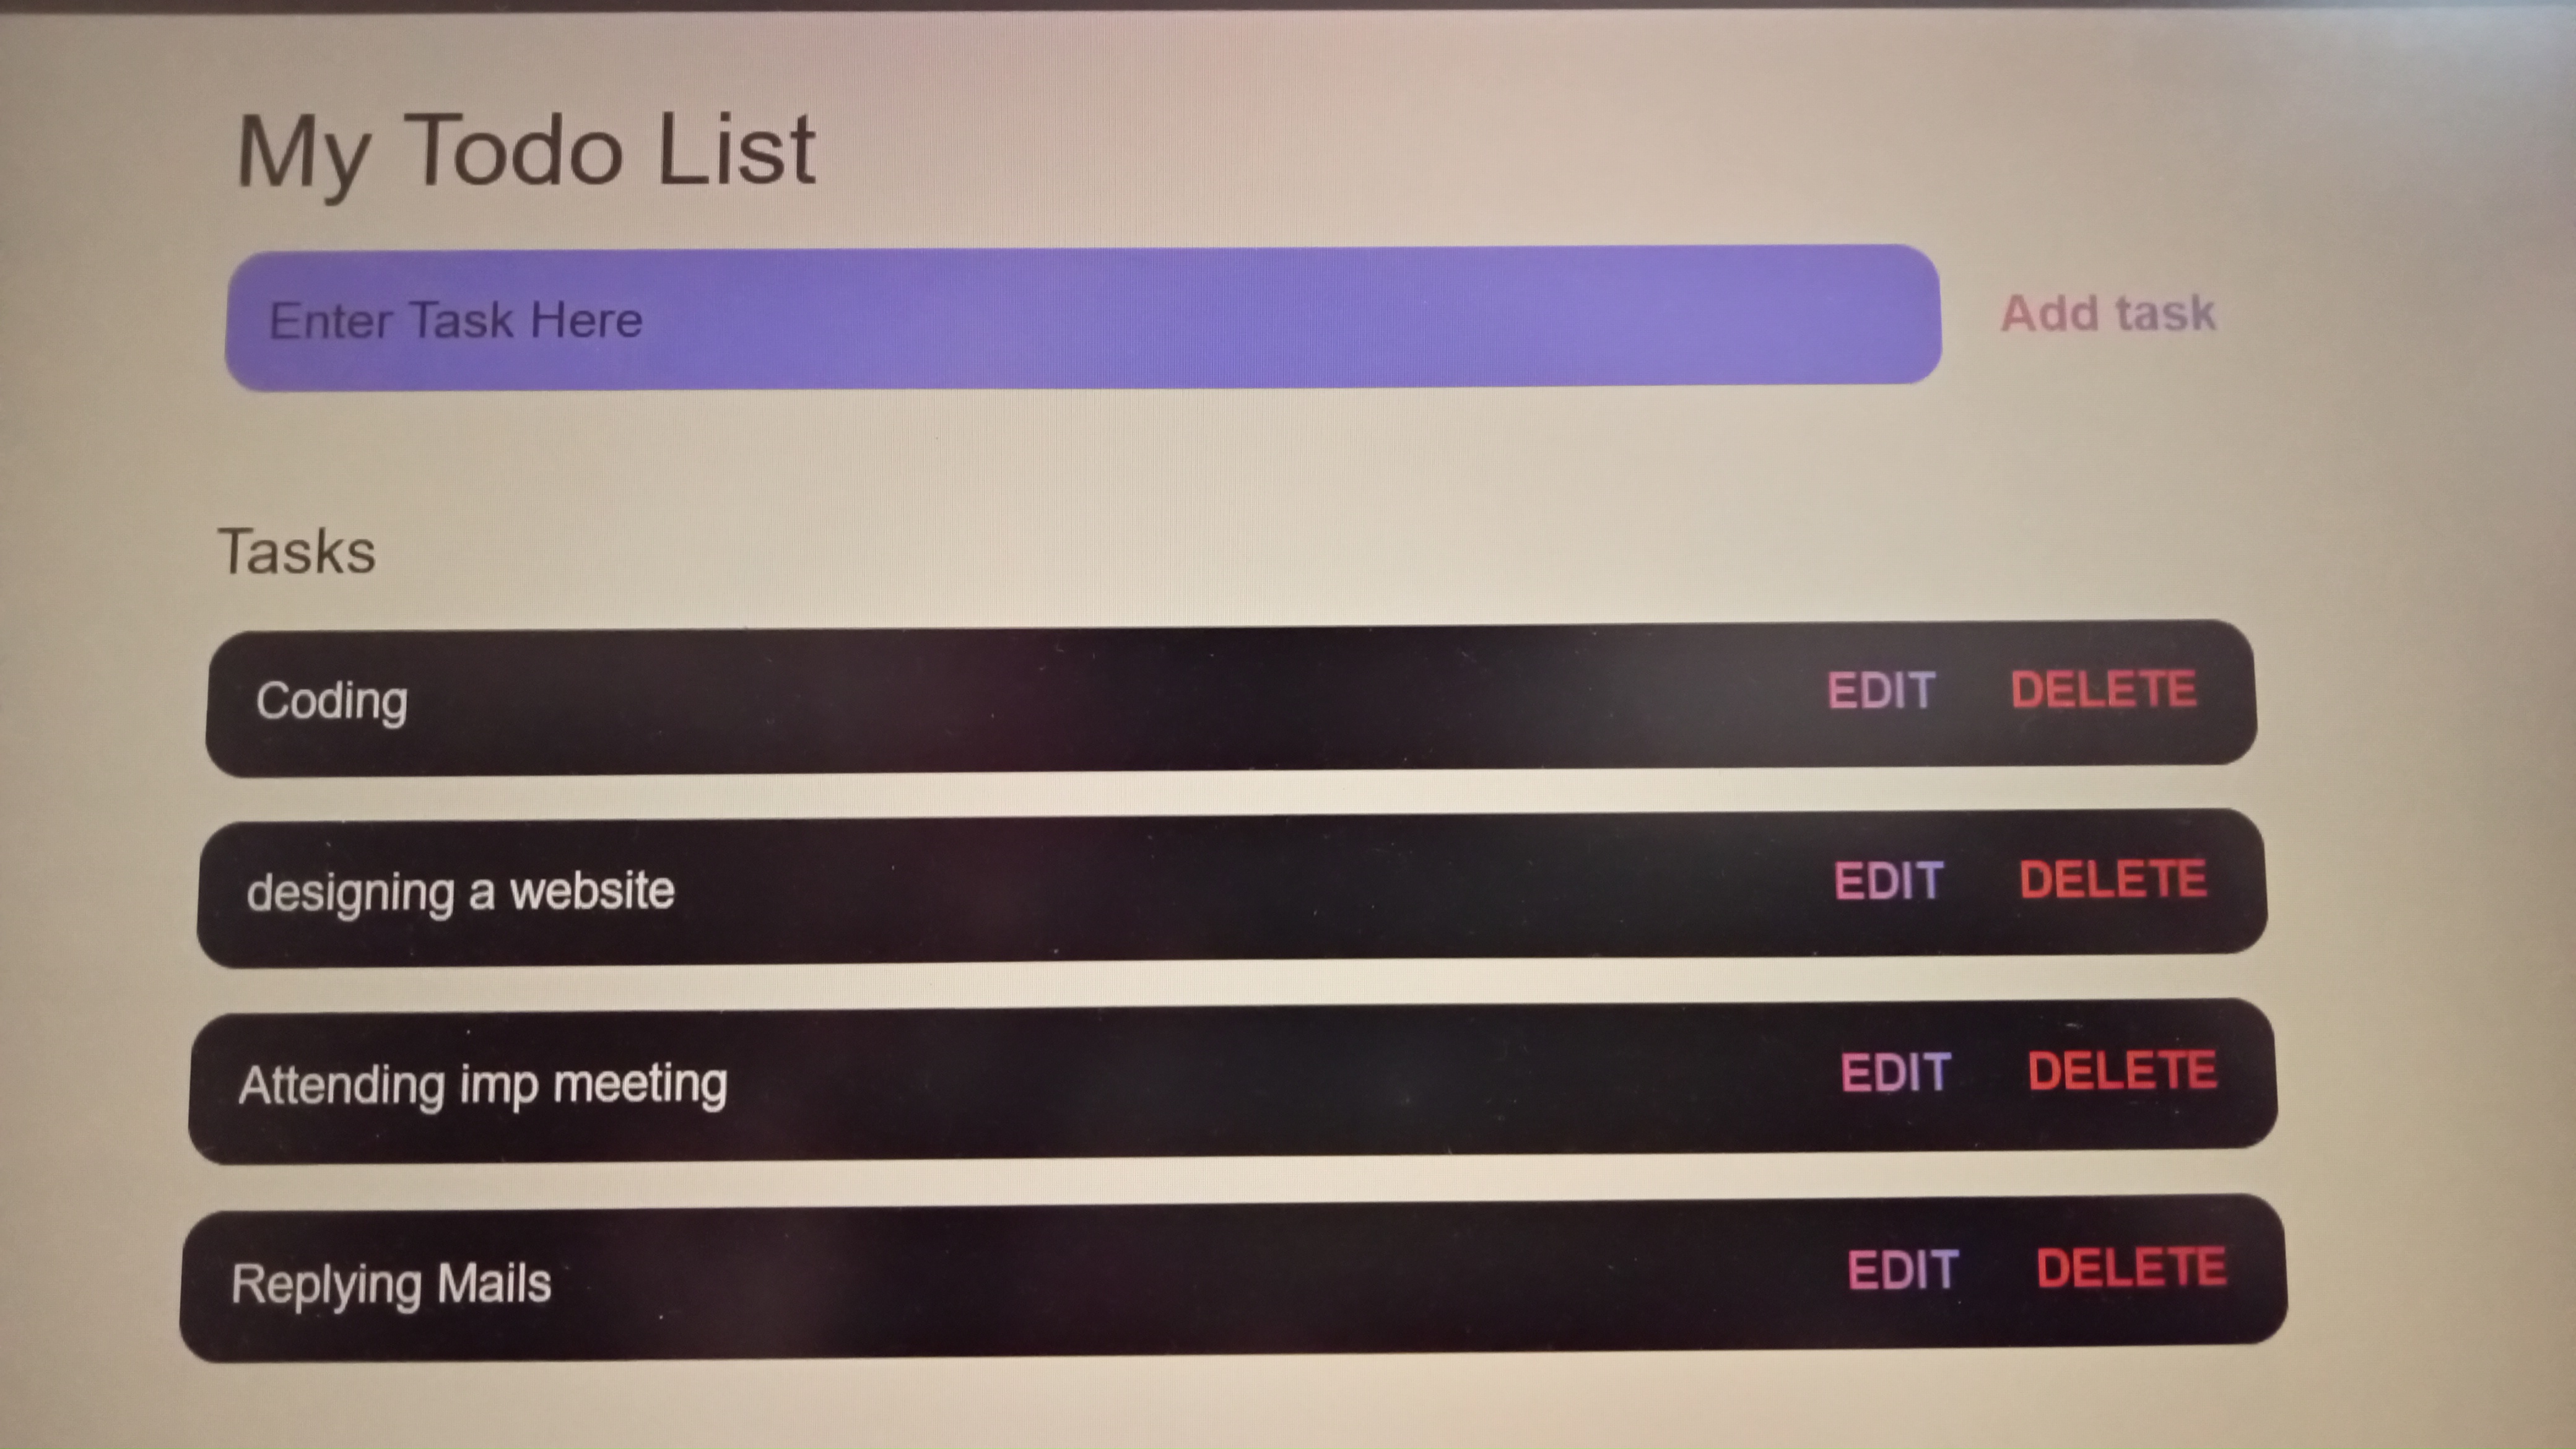 My Todo List
Enter Task Here
Add task
Tasks
Coding
EDIT DELETE
designing a website
EDIT DELETE
Attending imp meeting
EDIT DELETE
Replying Mails
EDIT DELETE